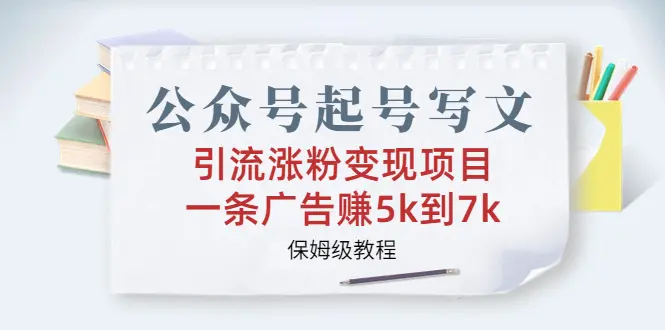 公众号起号写文
引流涨粉变现项目
一条广告赚5k到7k
保姆级教程